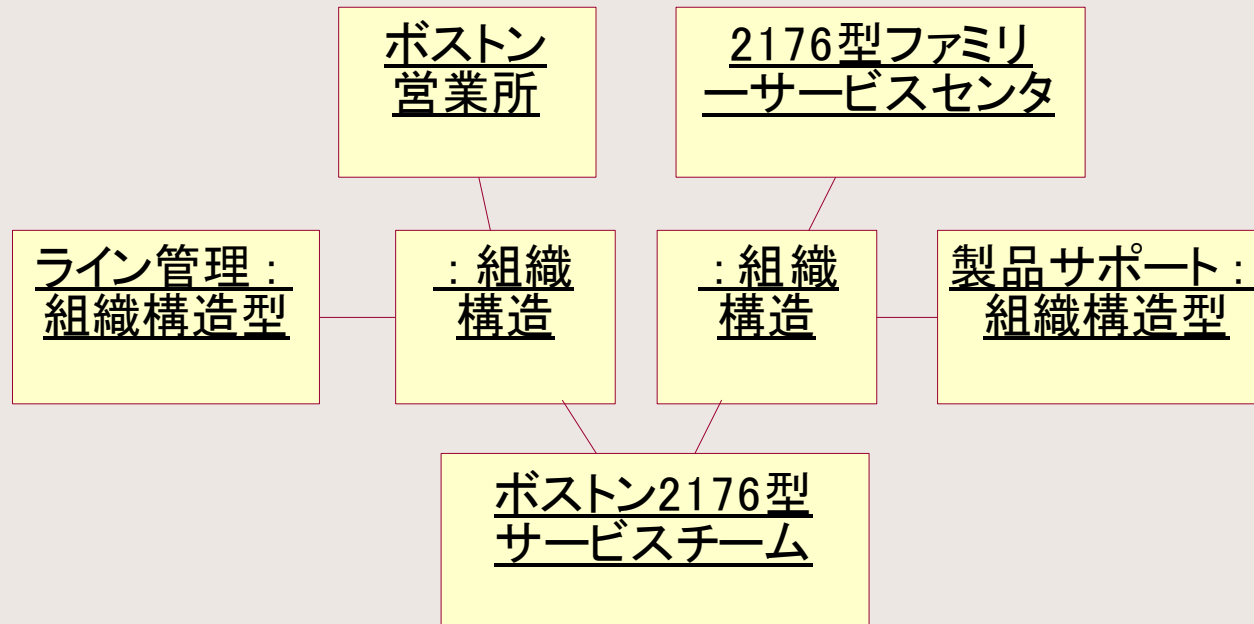 ボストン
営業所
2176型ファミリ
ーサービスセンタ
ライン管理：
組織構造型
：組織
構造
：組織
構造
製品サポート：
組織構造型
ボストン2176型
サービスチーム